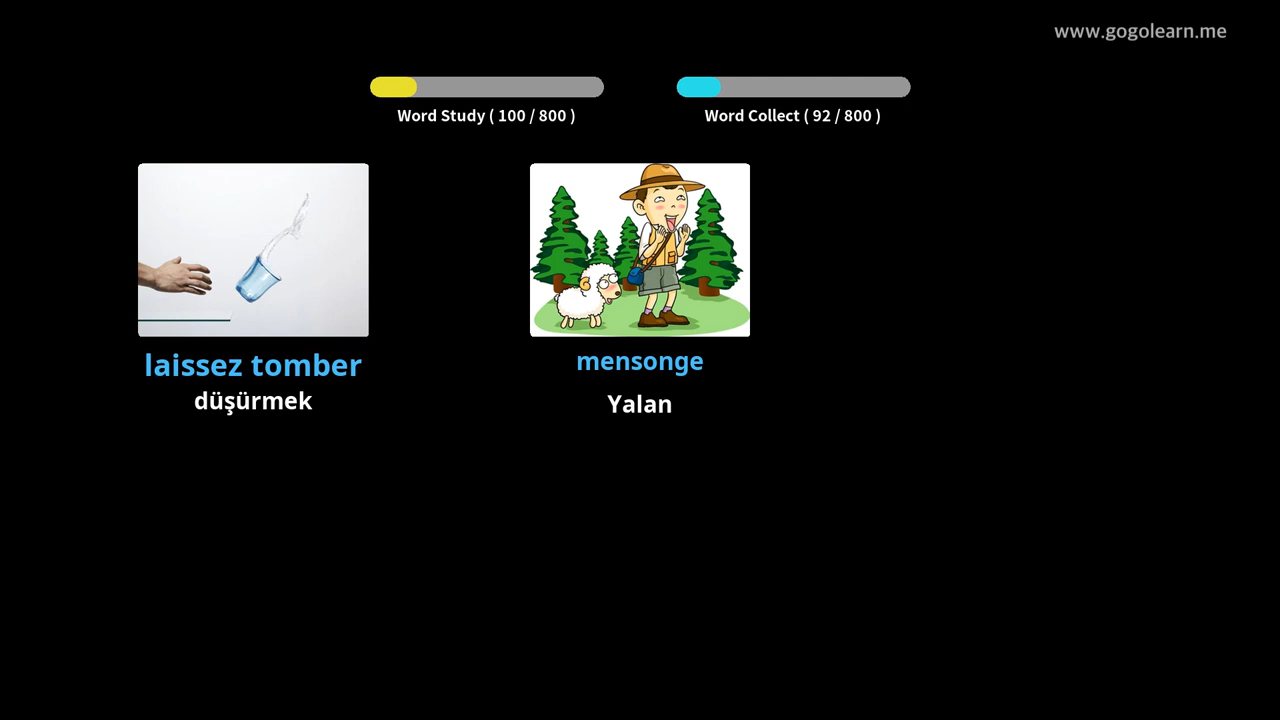 www.gogolearn.me
Word Study ( 100 / 800 )
Word Collect ( 92 / 800 )
laissez tomber
düşürmek
mensonge
Yalan